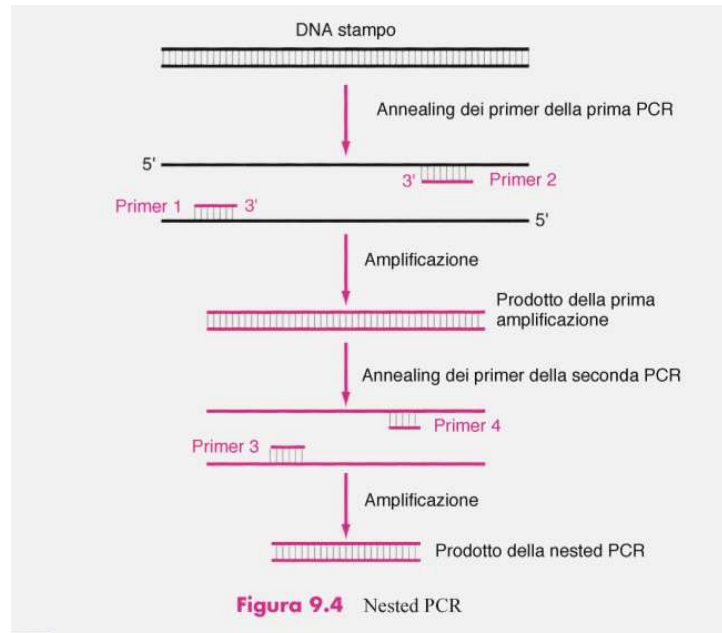 DNA stampo
Annealing dei primer della prima PCR
5'
3' Primer 2
Primer 1 3'
5'
Amplificazione
Prodotto della prima
amplificazione
Annealing dei primer della seconda PCR
Primer 4
Primer 3
Amplificazione
Prodotto della nested PCR
Figura 9.4 Nested PCR